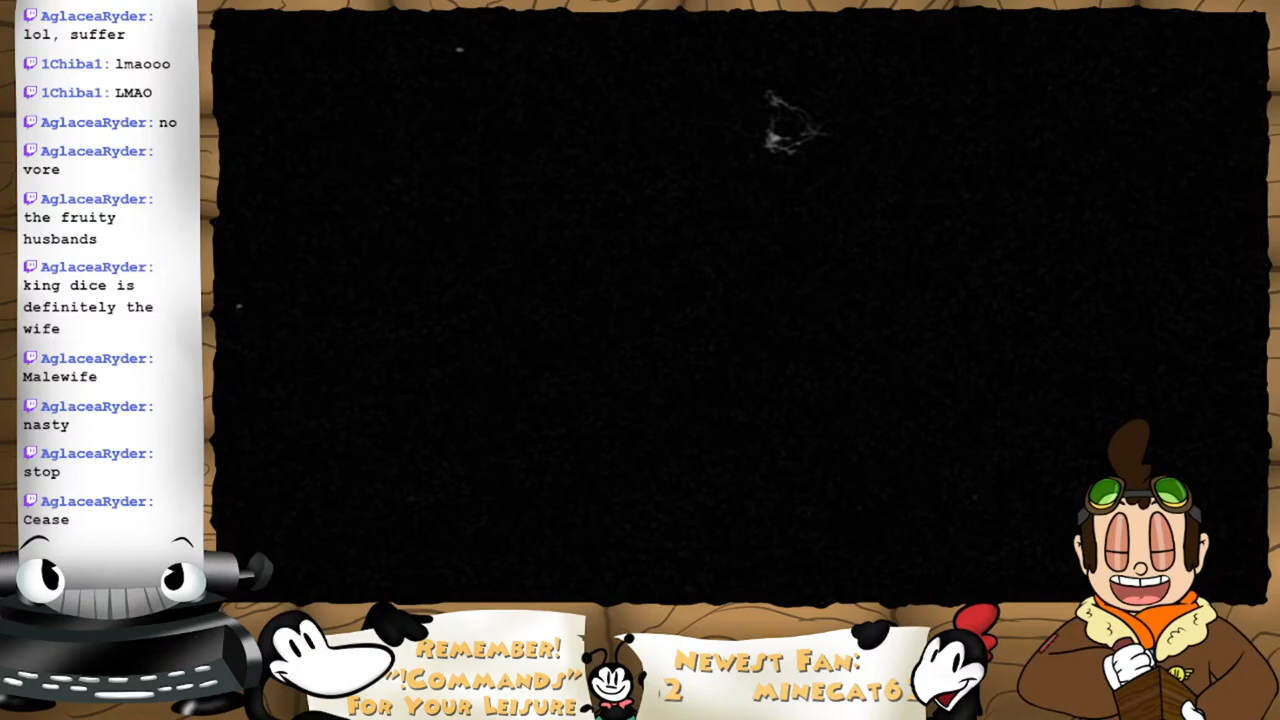 AglaceaRyder:
lol, suffer
1Chiba1: lmaooo
1Chiba1: LMAO
AglaceaRyder: no
AglaceaRyder:
vore
AglaceaRyder:
the fruity
husbands
AglaceaRyder:
king dice is
definitely the
wife
AglaceaRyder:
Malewife
AglaceaRyder:
nasty
AglaceaRyder:
stop
AglaceaRyder:
Cease
Remember!
"!Commands"
For Your Leisure
Newest Fan:
2 minecat6